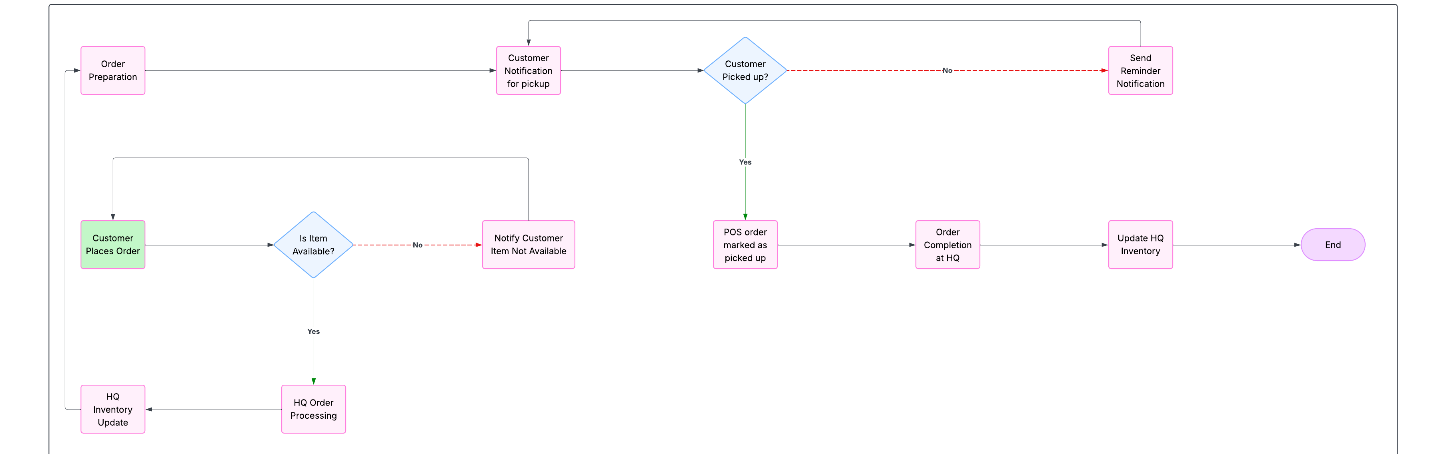 Order
Preparation
Customer
Notification
for pickup
Customer
Picked up?
No
Send
Reminder
Notification
Yes
Customer
Places Order
Is Item
Available?
No
Notify Customer
Item Not Available
POS order
marked as
picked up
Order
Completion
at HQ
Update HQ
Inventory
End
Yes
HQ
Inventory
Update
HQ Order
Processing